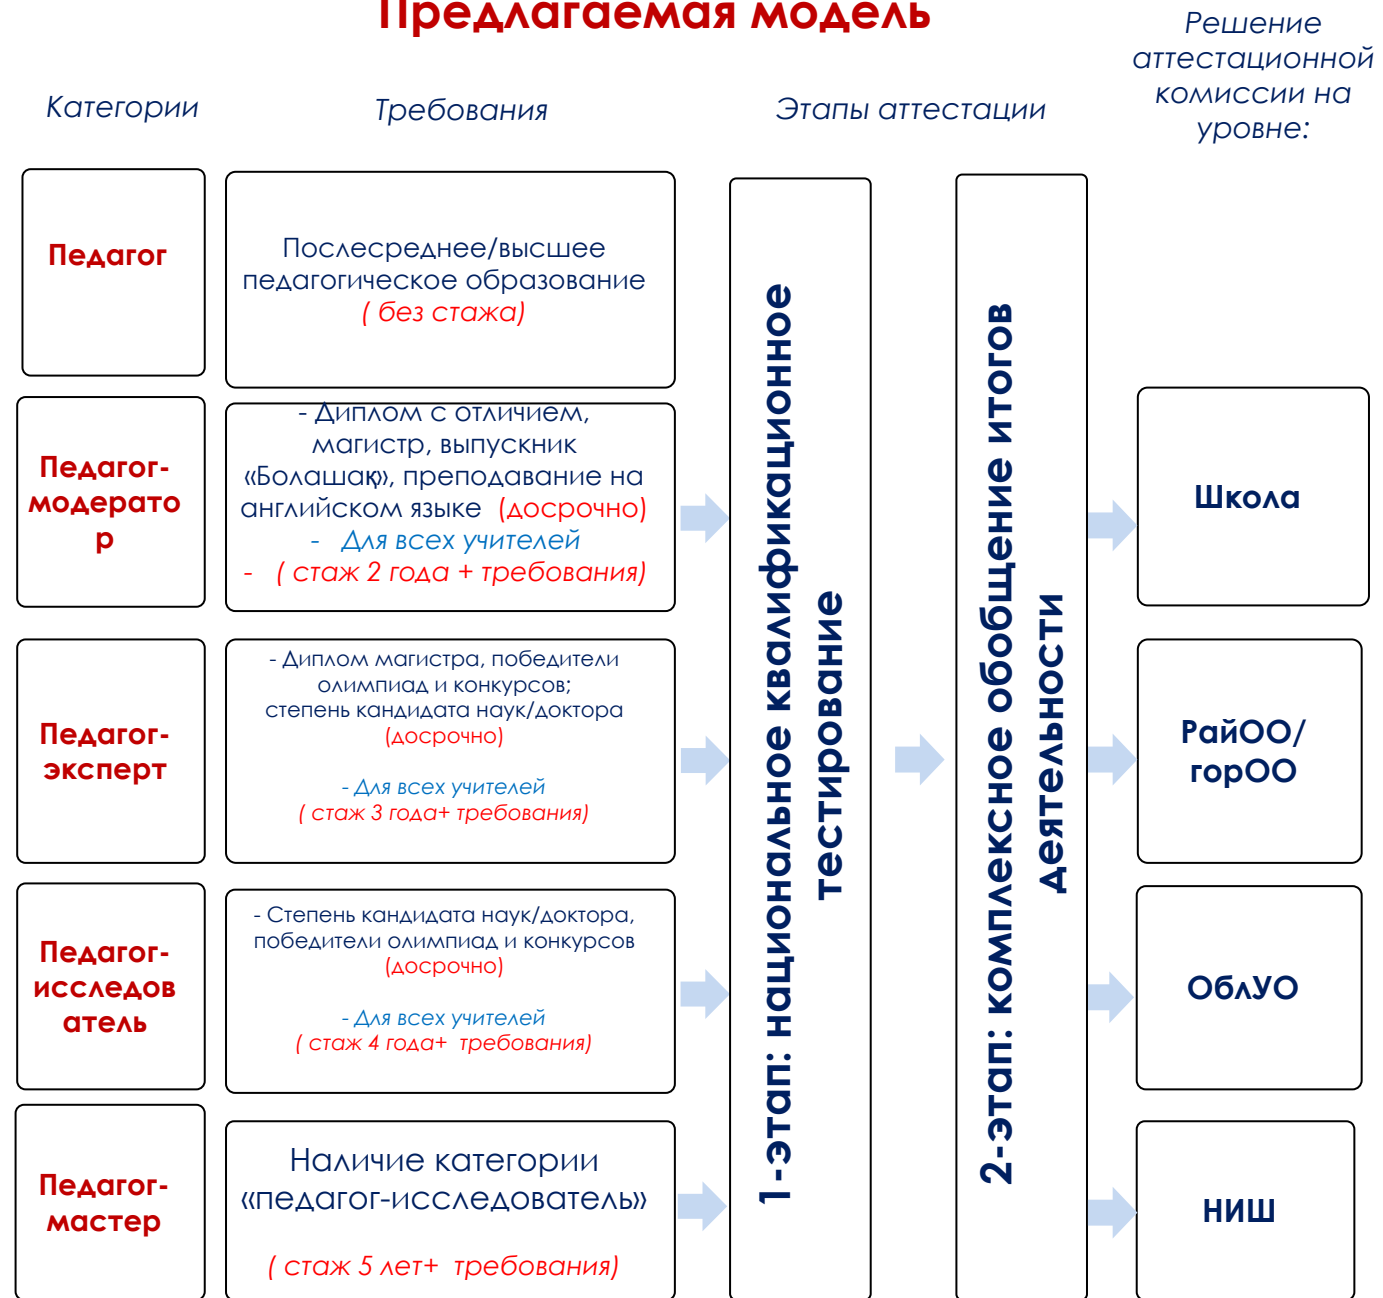 Предлагаемая модель
Категории
Требования
Этапы аттестации
Решение
аттестационной
комиссии на
уровне:
Педагог
Послесреднее/высшее
педагогическое образование
( без стажа)
Педагог-
модерато
р
- Диплом с отличием,
магистр, выпускник
«Болашақ», преподавание на
английском языке (досрочно)
- Для всех учителей
- ( стаж 2 года + требования)
Педагог-
эксперт
- Диплом магистра, победители
олимпиад и конкурсов;
степень кандидата наук/доктора
(досрочно)
- Для всех учителей
( стаж 3 года+ требования)
Педагог-
исследов
атель
- Степень кандидата наук/доктора,
победители олимпиад и конкурсов
(досрочно)
- Для всех учителей
( стаж 4 года+ требования)
Педагог-
мастер
Наличие категории
«педагог-исследователь»
( стаж 5 лет+ требования)
1-этап: национальное квалификационное
тестирование
2-этап: комплексное обобщение итогов
деятельности
Школа
РайОО/
горОО
ОблУО
НИШ